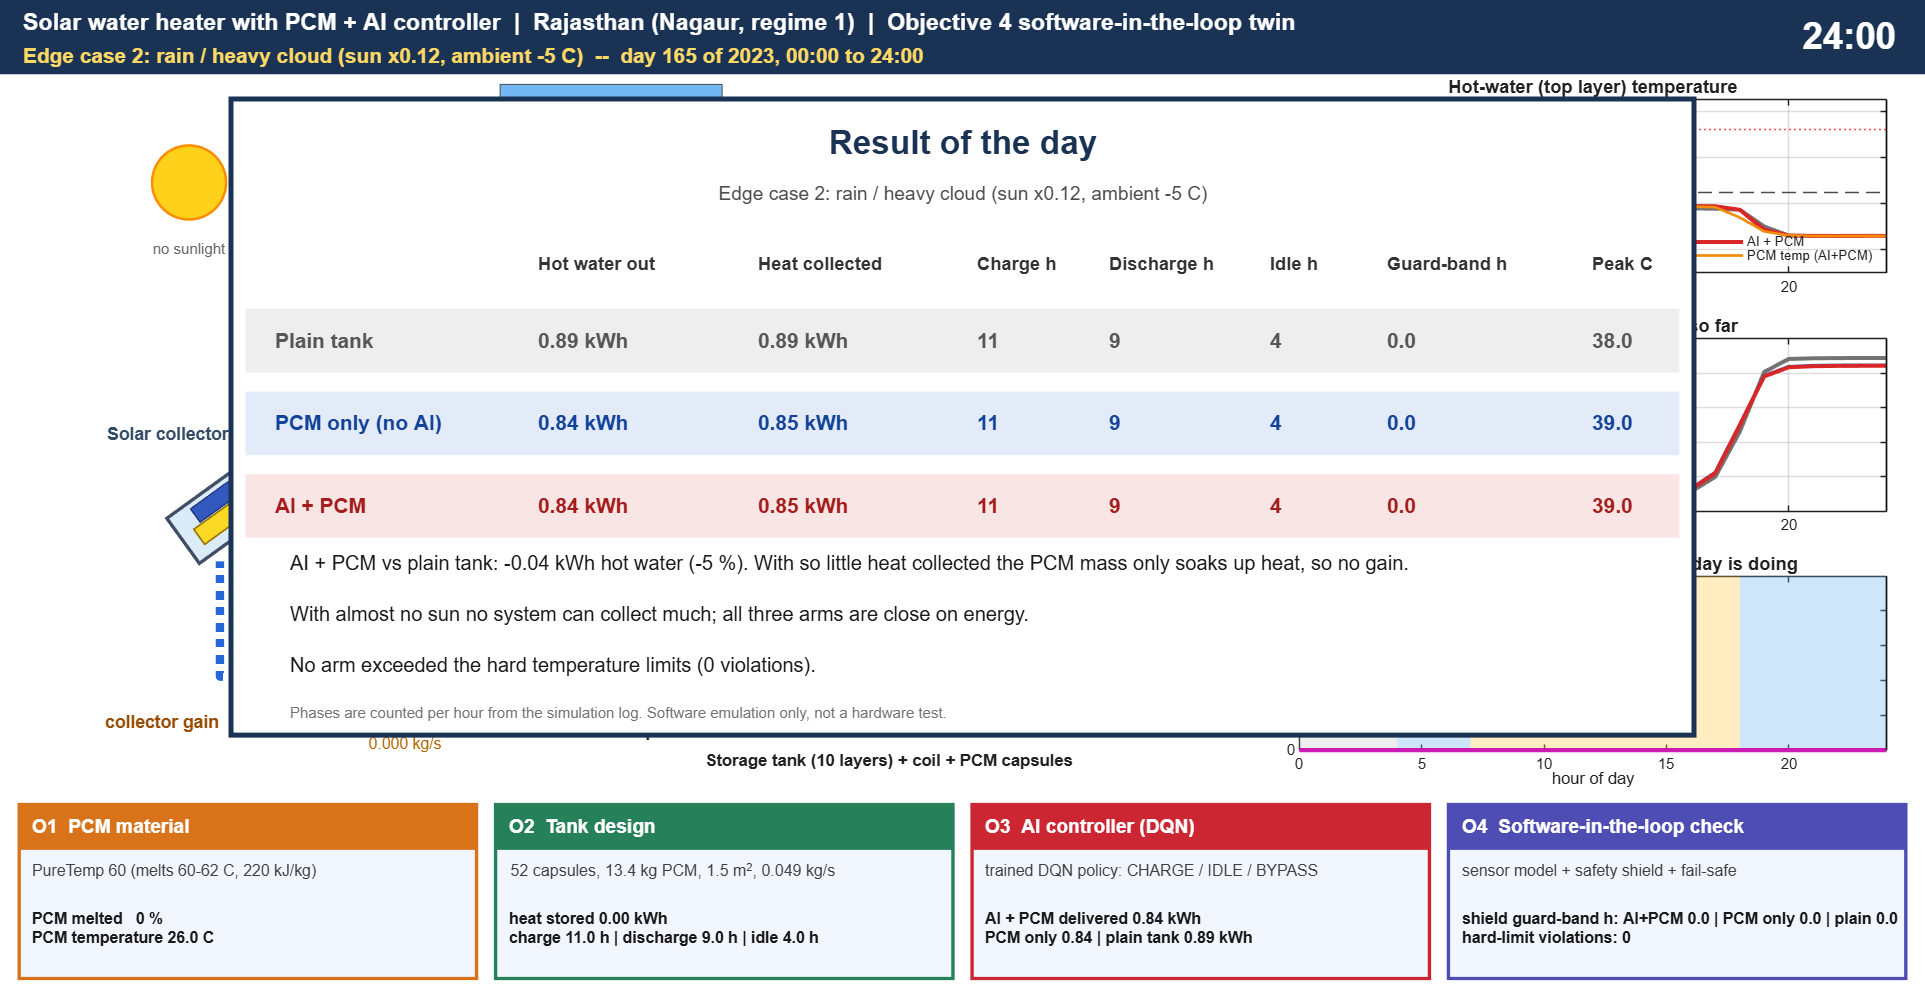 Solar water heater with PCM + AI controller | Rajasthan (Nagaur, regime 1) | Objective 4 software-in-the-loop twin
24:00
Edge case 2: rain / heavy cloud (sun x0.12, ambient -5 C) -- day 165 of 2023, 00:00 to 24:00
Hot-water (top layer) temperature
no sunlight
AI + PCM
PCM temp (AI+PCM)
20
so far
20
Solar collector
day is doing
collector gain
0.000 kg/s
Storage tank (10 layers) + coil + PCM capsules
0
0 5 10 15 20
hour of day
Result of the day
Edge case 2: rain / heavy cloud (sun x0.12, ambient -5 C)
Hot water out Heat collected Charge h Discharge h Idle h Guard-band h Peak C
Plain tank 0.89 kWh 0.89 kWh 11 9 4 0.0 38.0
PCM only (no AI) 0.84 kWh 0.85 kWh 11 9 4 0.0 39.0
AI + PCM 0.84 kWh 0.85 kWh 11 9 4 0.0 39.0
AI + PCM vs plain tank: -0.04 kWh hot water (-5 %). With so little heat collected the PCM mass only soaks up heat, so no gain.
With almost no sun no system can collect much; all three arms are close on energy.
No arm exceeded the hard temperature limits (0 violations).
Phases are counted per hour from the simulation log. Software emulation only, not a hardware test.
O1 PCM material
PureTemp 60 (melts 60-62 C, 220 kJ/kg)
PCM melted 0 %
PCM temperature 26.0 C
O2 Tank design
52 capsules, 13.4 kg PCM, 1.5 m², 0.049 kg/s
heat stored 0.00 kWh
charge 11.0 h | discharge 9.0 h | idle 4.0 h
O3 AI controller (DQN)
trained DQN policy: CHARGE / IDLE / BYPASS
AI + PCM delivered 0.84 kWh
PCM only 0.84 | plain tank 0.89 kWh
O4 Software-in-the-loop check
sensor model + safety shield + fail-safe
shield guard-band h: AI+PCM 0.0 | PCM only 0.0 | plain 0.0
hard-limit violations: 0